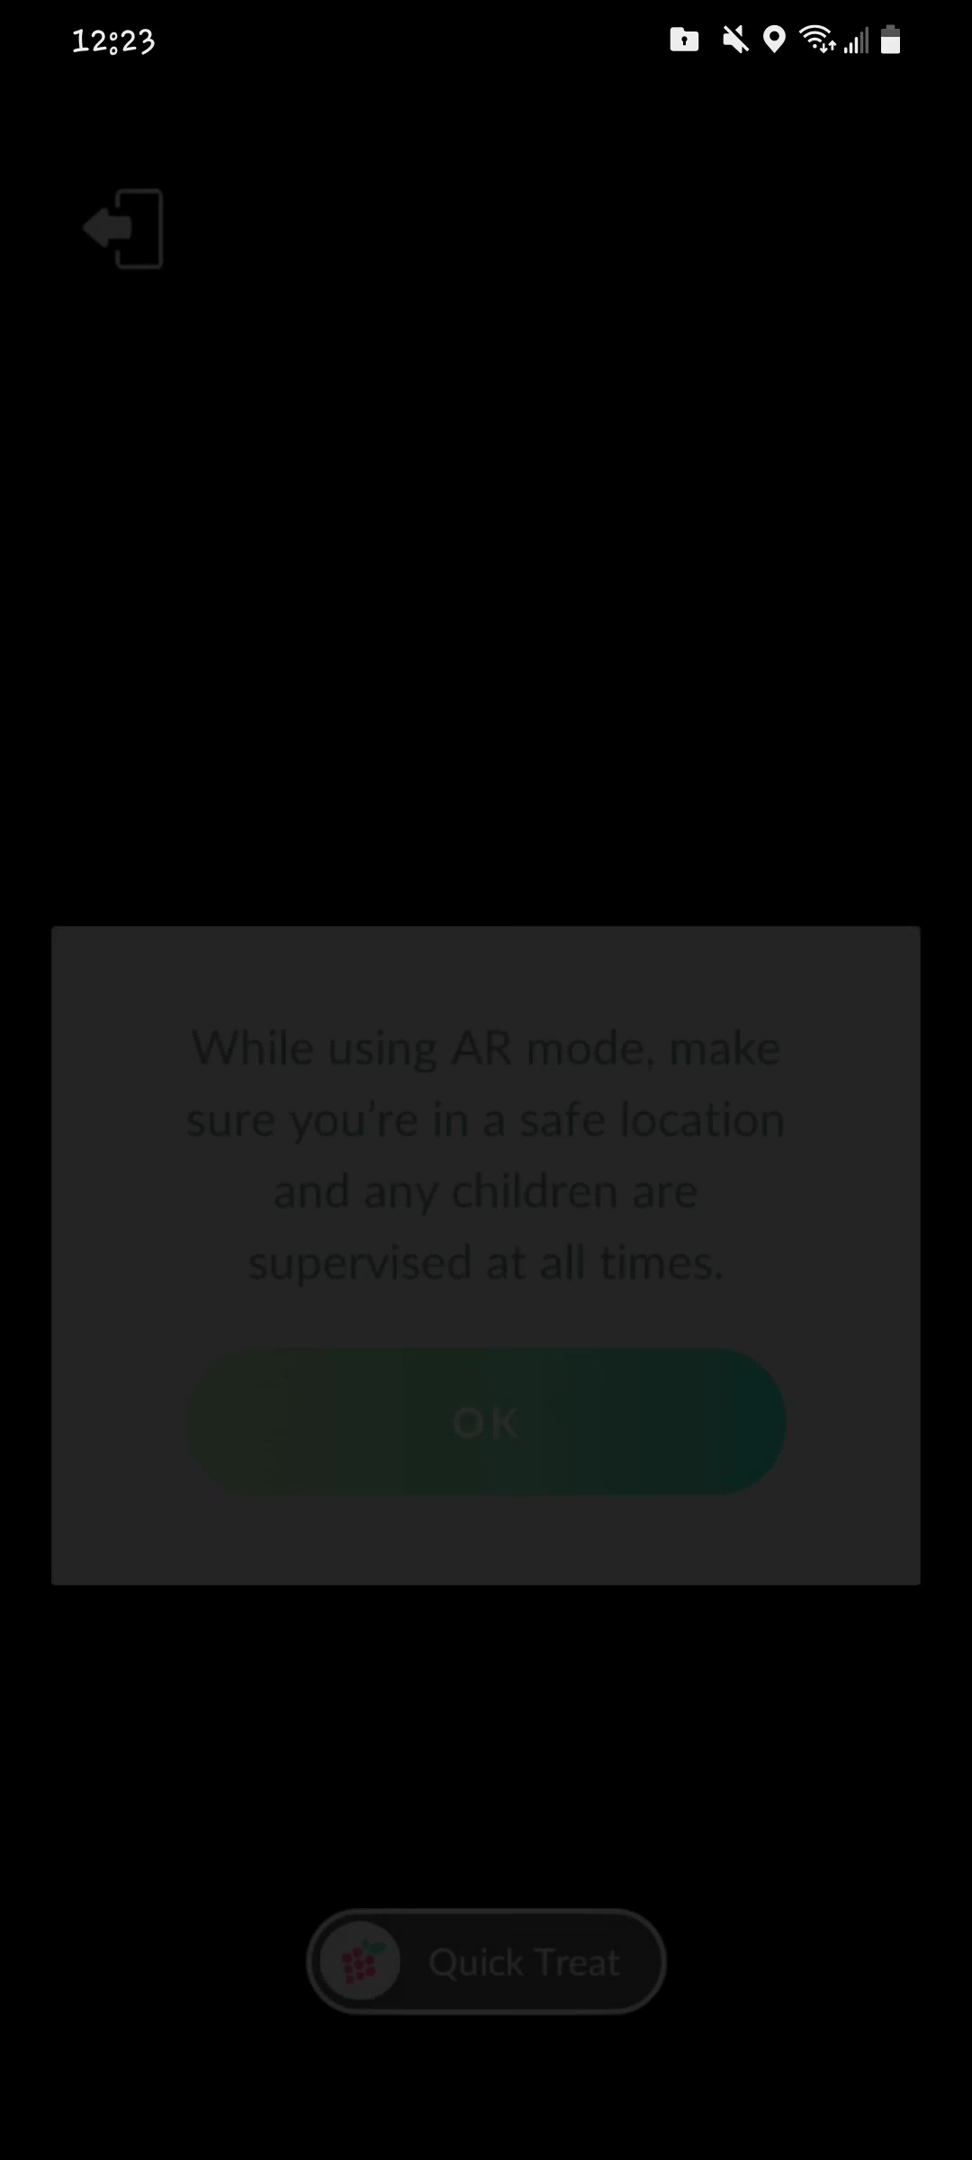 12:23
While using AR mode, make
sure you're in a safe location
and any children are
supervised at all times.
OK
Quick Treat